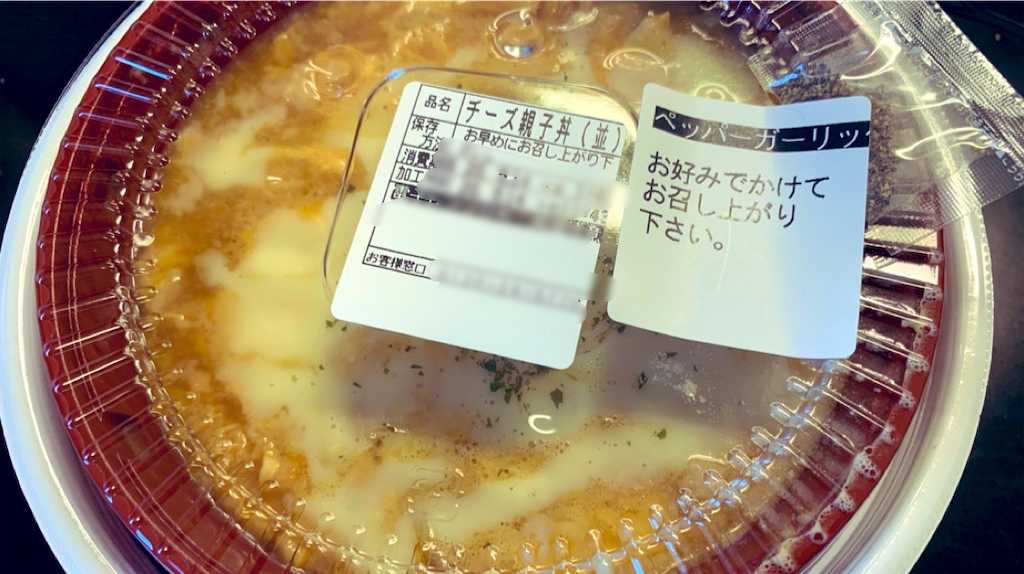 品名 チーズ親子丼(並)
保存方法 お早めにお召し上がり下
消費
加工
お客様窓口
ペッパーガーリッ
お好みでかけて
お召し上がり
下さい。